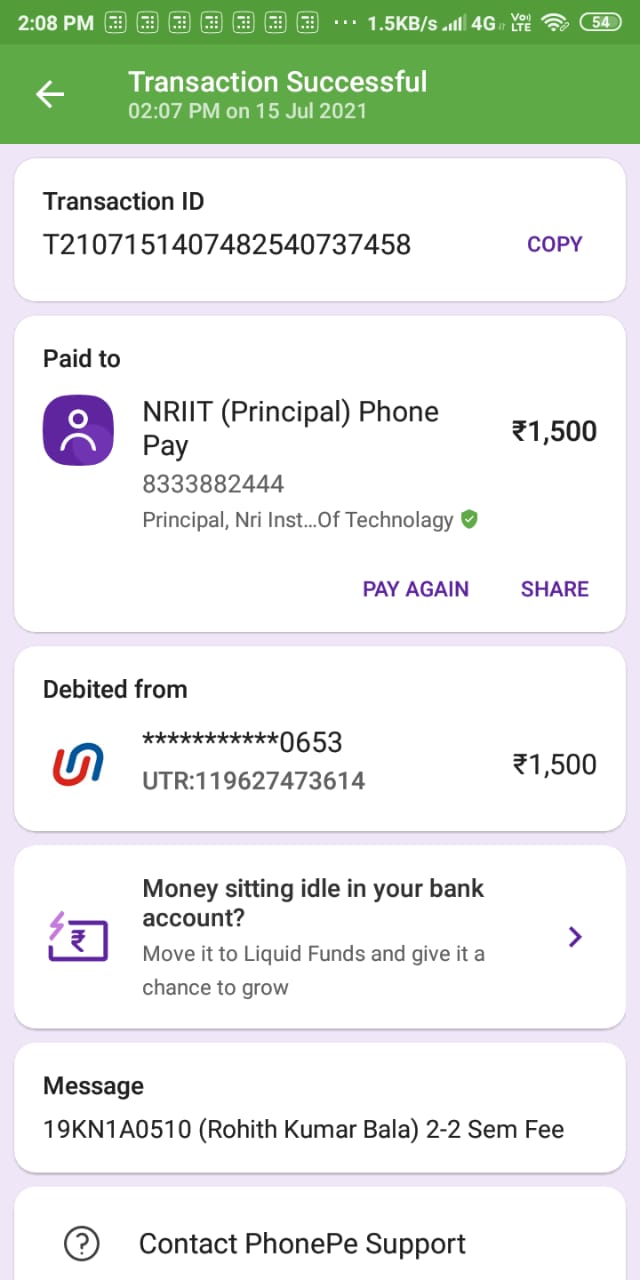 2:08 PM ... 1.5KB/s 4G Vo) LTE 54
Transaction Successful
02:07 PM on 15 Jul 2021
Transaction ID
T2107151407482540737458 COPY
Paid to
NRIIT (Principal) Phone
Pay
₹1,500
8333882444
Principal, Nri Inst...Of Technolagy
PAY AGAIN SHARE
Debited from
***********0653
₹1,500
UTR:119627473614
Money sitting idle in your bank
account?
Move it to Liquid Funds and give it a
chance to grow
Message
19KN1A0510 (Rohith Kumar Bala) 2-2 Sem Fee
Contact PhonePe Support